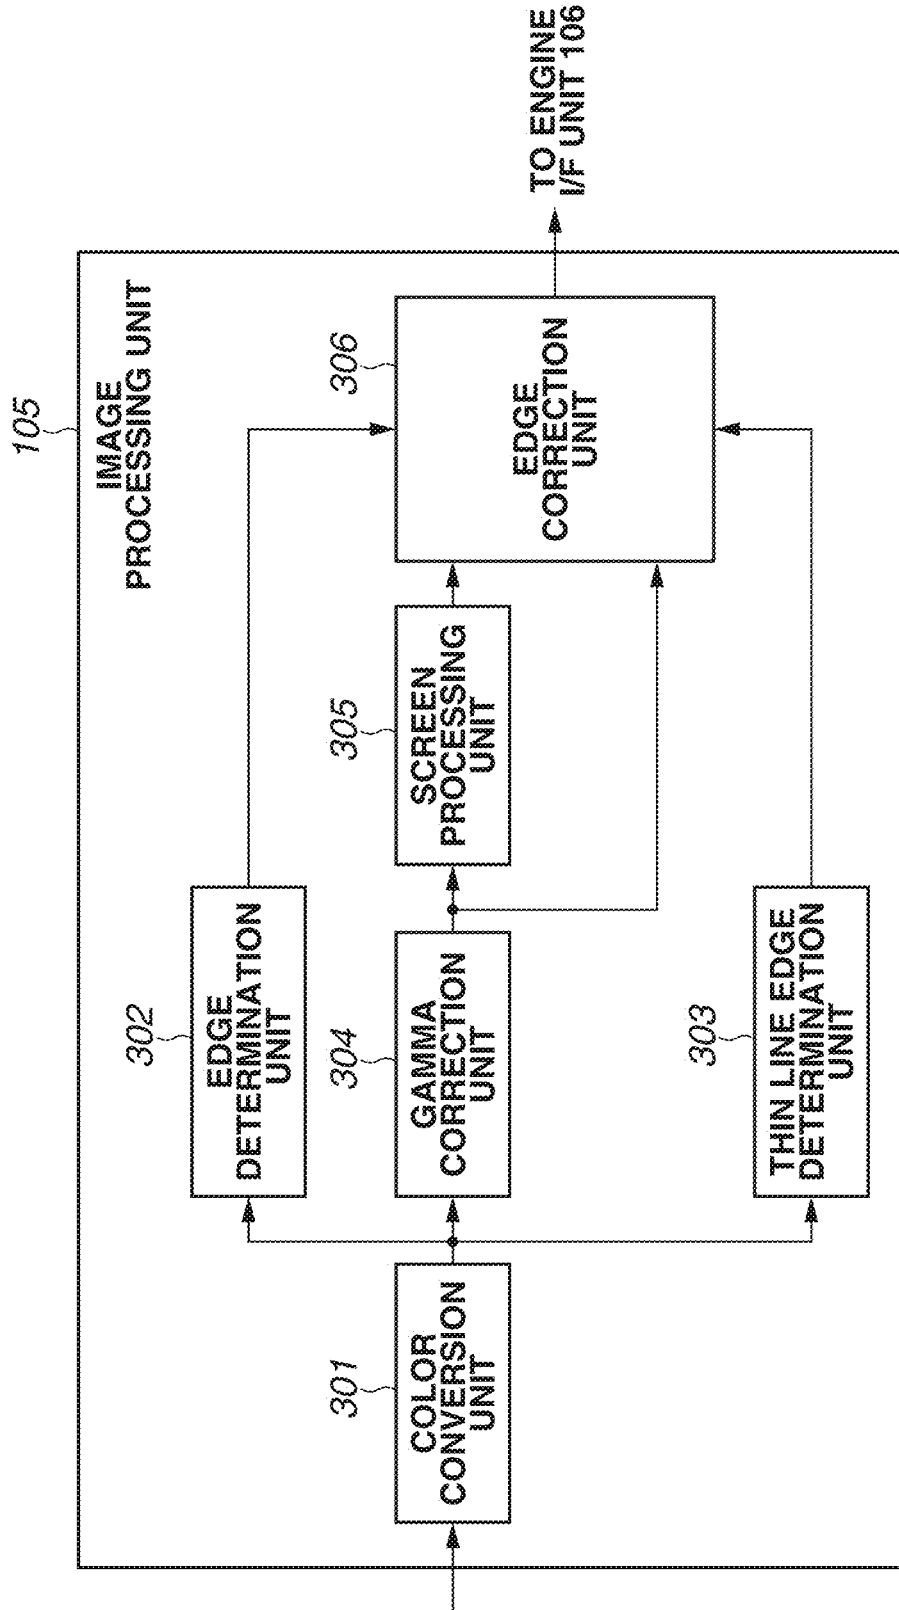 105
IMAGE
PROCESSING UNIT
301
COLOR
CONVERSION
UNIT
302
EDGE
DETERMINATION
UNIT
304
GAMMA
CORRECTION
UNIT
303
THIN LINE EDGE
DETERMINATION
UNIT
305
SCREEN
PROCESSING
UNIT
306
EDGE
CORRECTION
UNIT
TO ENGINE
I/F UNIT 106